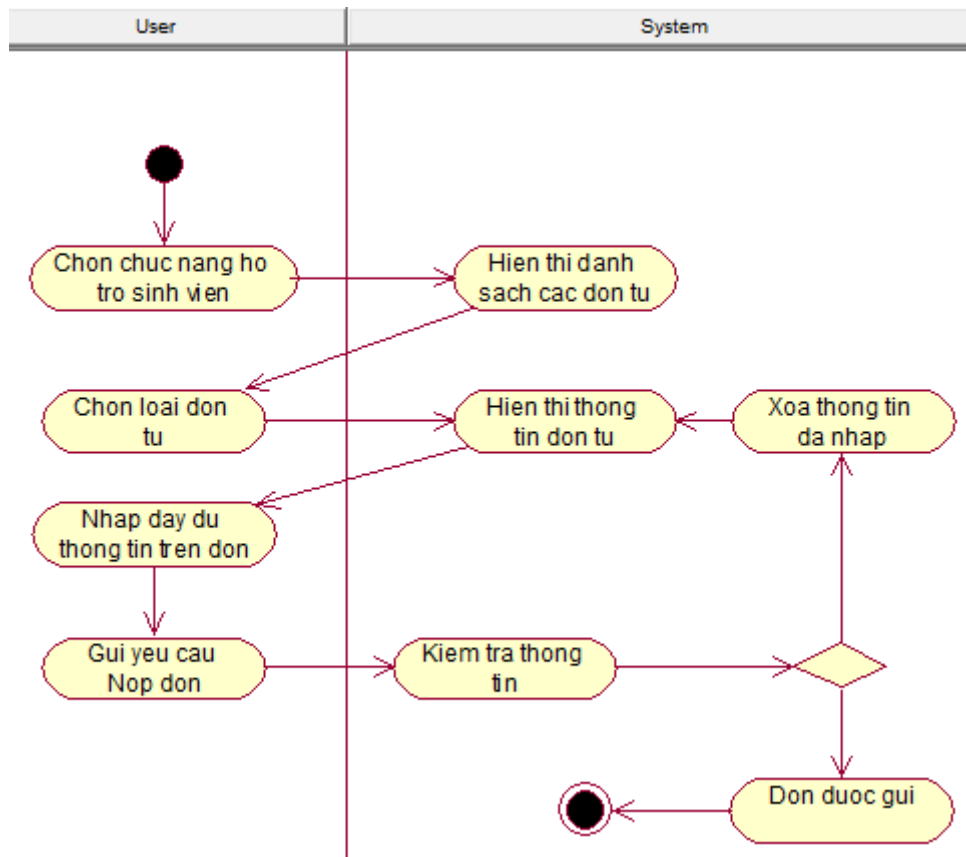 User
System
Chon chuc nang ho
tro sinh vien
Hien thi danh
sach cac don tu
Chon loai don
tu
Hien thi thong
tin don tu
Xoa thong tin
da nhap
Nhap day du
thong tin tren don
Gui yeu cau
Nop don
Kiem tra thong
tin
Don duoc gui